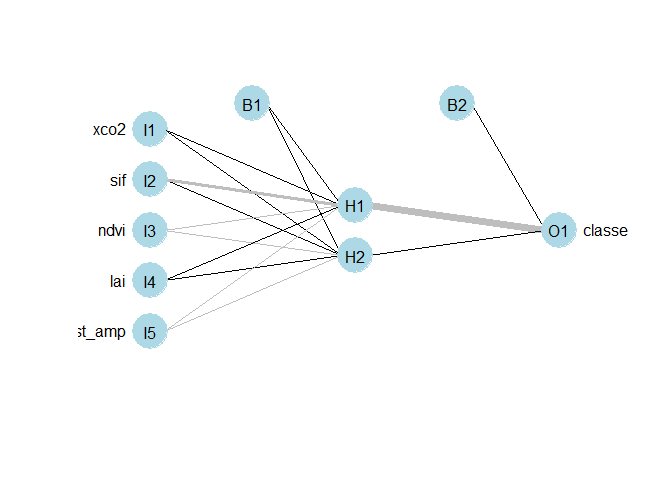 B1 B2
xco2 I1
sif I2
ndvi I3
H1
O1 classe
H2
lai I4
st_amp I5